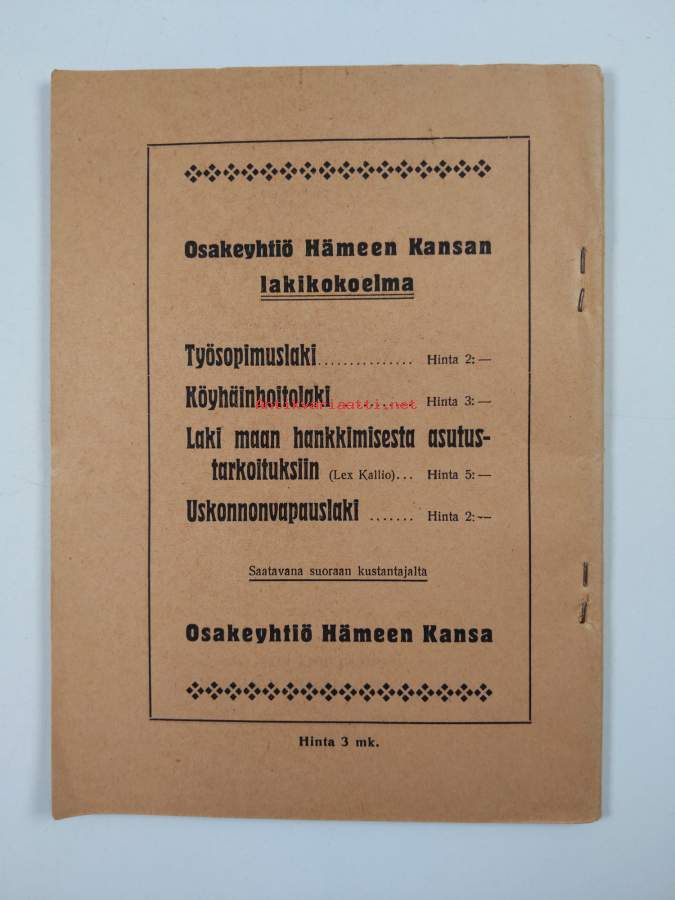 Osakeyhtiö Hämeen Kansan
lakikokoelma
Työsopimuslaki............... Hinta 2:—
Köyhäinhoitolaki .......... Hinta 3:—
Antikvariaatti.net
Laki maan hankkimisesta asutus-
tarkoituksiin (Lex Kallio)... Hinta 5:—
Uskonnonvapauslaki ....... Hinta 2:—
Saatavana suoraan kustantajalta
Osakeyhtiö Hämeen Kansa
Hinta 3 mk.